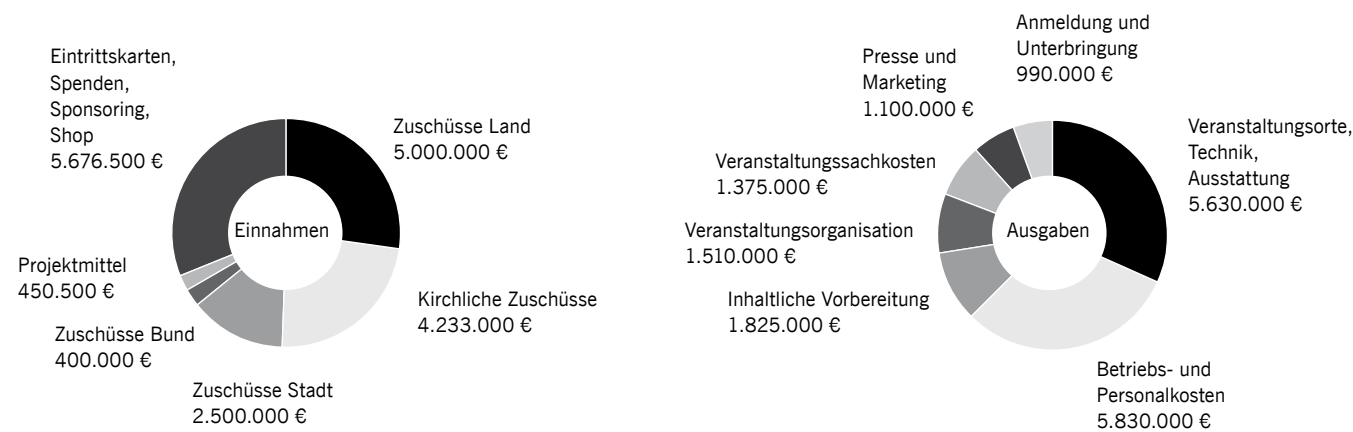 Eintrittskarten,
Spenden,
Sponsoring,
Shop
5.676.500 €
Zuschüsse Land
5.000.000 €
Einnahmen
Projektmittel
450.500 €
Kirchliche Zuschüsse
4.233.000 €
Zuschüsse Bund
400.000 €
Zuschüsse Stadt
2.500.000 €
Anmeldung und
Unterbringung
990.000 €
Presse und
Marketing
1.100.000 €
Veranstaltungsorte,
Technik,
Ausstattung
5.630.000 €
Veranstaltungssachkosten
1.375.000 €
Veranstaltungsorganisation
1.510.000 €
Ausgaben
Inhaltliche Vorbereitung
1.825.000 €
Betriebs- und
Personalkosten
5.830.000 €